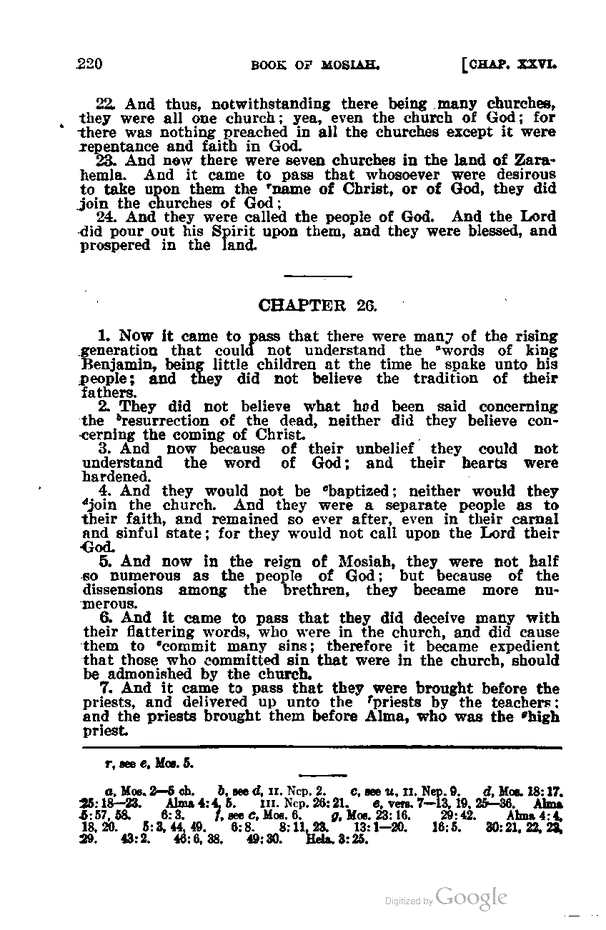 220 BOOK OF MOSIAH. [CHAP. XXVI.
22. And thus, notwithstanding there being many churches,
they were all one church; yea, even the church of God; for
there was nothing preached in all the churches except it were
repentance and faith in God.
23. And now there were seven churches in the land of Zara-
hemla. And it came to pass that whosoever were desirous
to take upon them the ʳname of Christ, or of God, they did
join the churches of God;
24. And they were called the people of God. And the Lord
did pour out his Spirit upon them, and they were blessed, and
prospered in the land.
CHAPTER 26.
1. Now it came to pass that there were many of the rising
generation that could not understand the ᵃwords of king
Benjamin, being little children at the time he spake unto his
people; and they did not believe the tradition of their
fathers.
2. They did not believe what had been said concerning
the ᵇresurrection of the dead, neither did they believe con-
cerning the coming of Christ.
3. And now because of their unbelief they could not
understand the word of God; and their hearts were
hardened.
4. And they would not be ᶜbaptized; neither would they
ᵈjoin the church. And they were a separate people as to
their faith, and remained so ever after, even in their carnal
and sinful state; for they would not call upon the Lord their
God.
5. And now in the reign of Mosiah, they were not half
so numerous as the people of God; but because of the
dissensions among the brethren, they became more nu-
merous.
6. And it came to pass that they did deceive many with
their flattering words, who were in the church, and did cause
them to ᵉcommit many sins; therefore it became expedient
that those who committed sin that were in the church, should
be admonished by the church.
7. And it came to pass that they were brought before the
priests, and delivered up unto the ᶠpriests by the teachers;
and the priests brought them before Alma, who was the ᵍhigh
priest.
r, see e, Mos. 5.
a, Mos. 2—5 ch. b, see d, II. Nep. 2. c, see u, II. Nep. 9. d, Mos. 18:17.
25:18—23. Alma 4:4, 5. III. Nep. 26:21. e, vers. 7—13, 19, 25—36. Alma
5:57, 58. 6:3. f, see c, Mos. 6. g, Mos. 23:16. 29:42. Alma 4:4,
18, 20. 5:3, 44, 49. 6:8. 8:11, 23. 13:1—20. 16:5. 30:21, 22, 23,
29. 43:2. 46:6, 38. 49:30. Hela. 3:25.
Digitized by Google